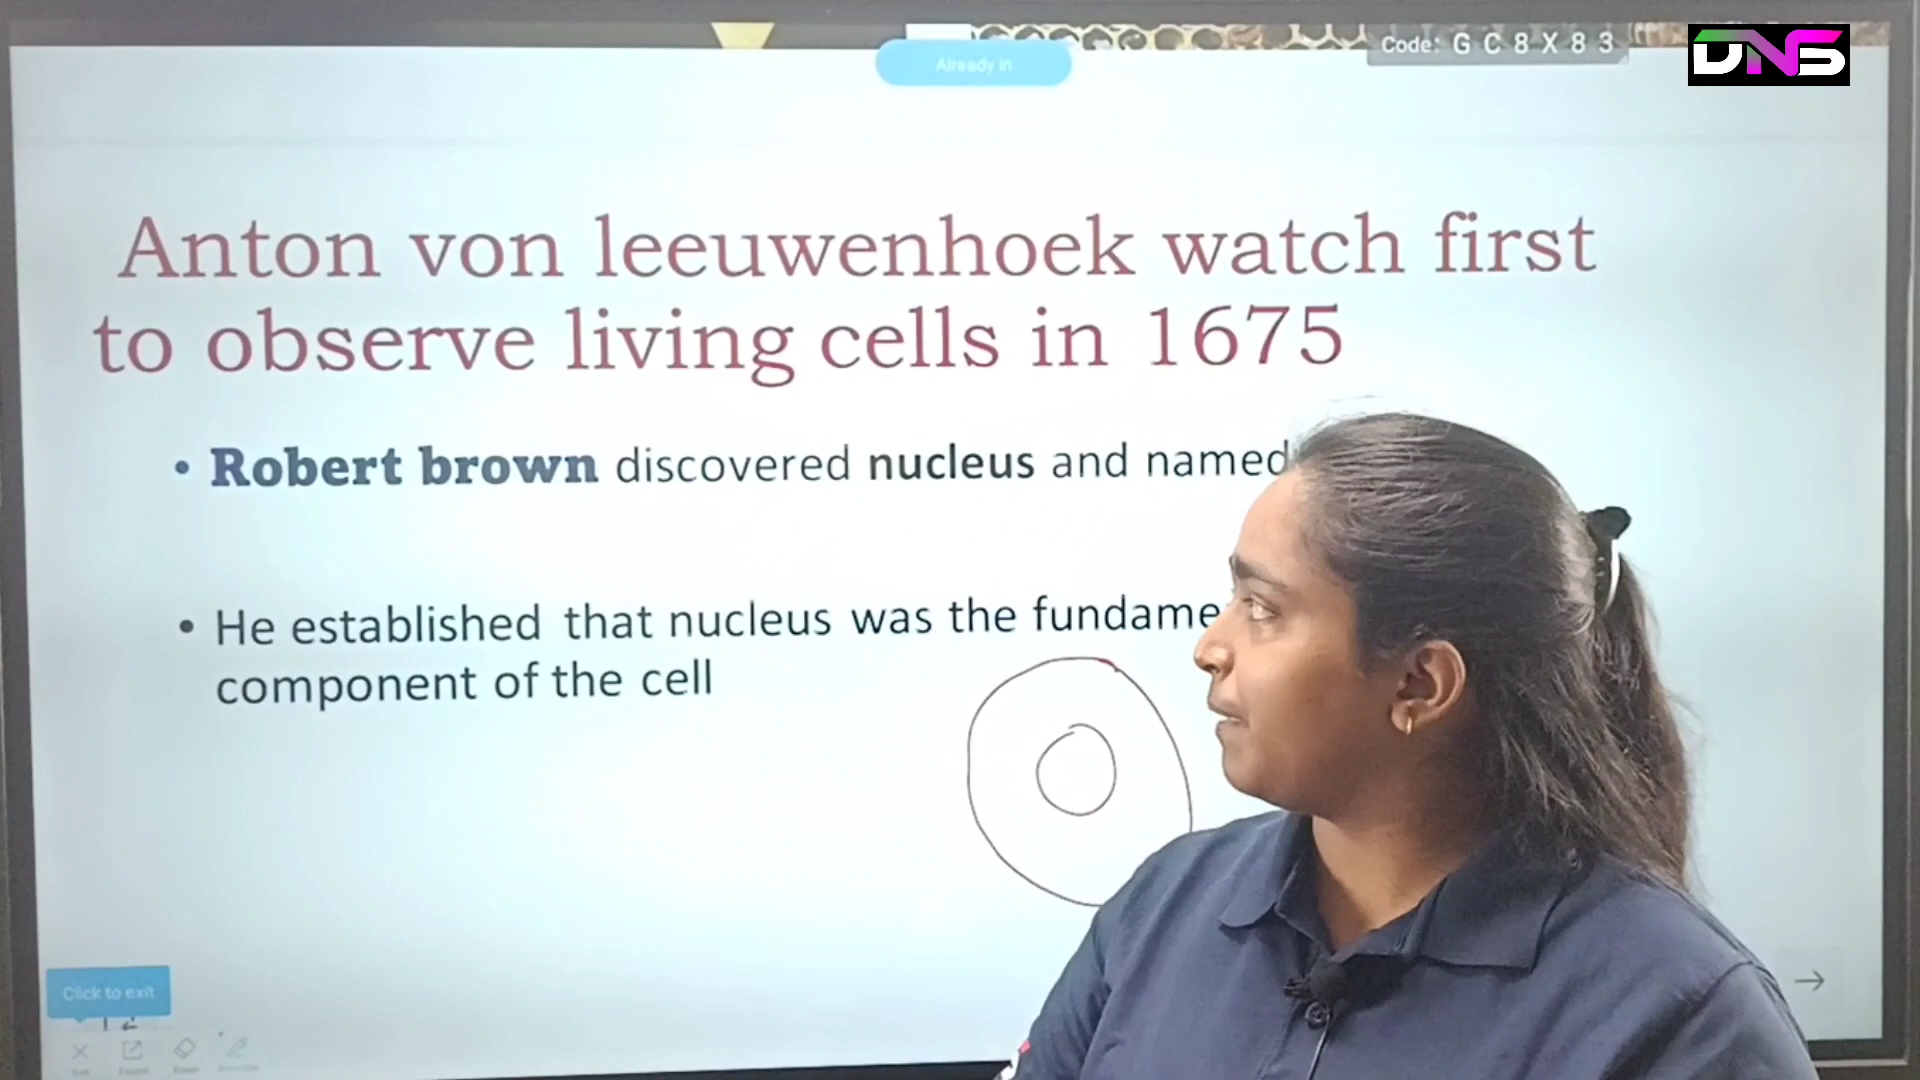 Code: G C 8 X 8 3
DNS
Already in
Anton von leeuwenhoek watch first
to observe living cells in 1675
• Robert brown discovered nucleus and named
• He established that nucleus was the fundame
component of the cell
Click to exit